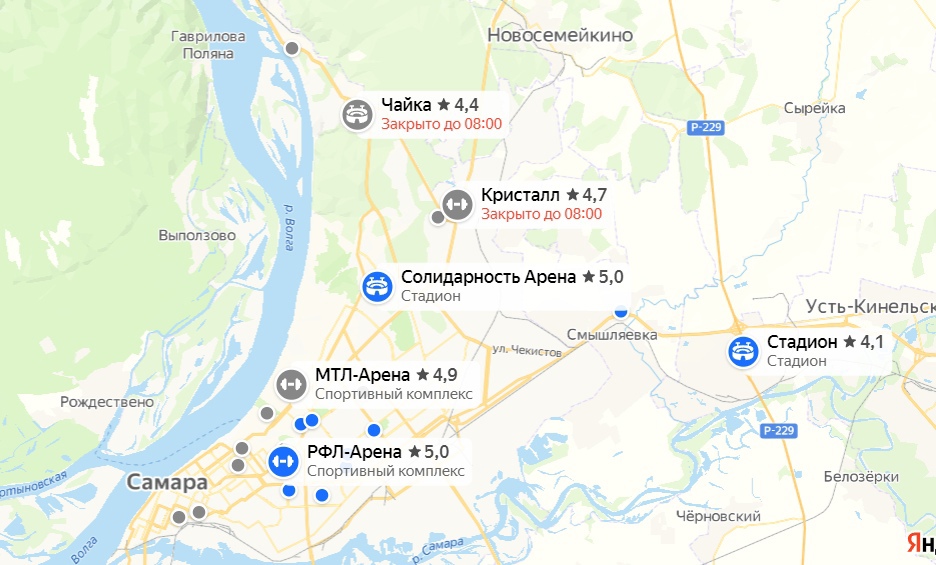 Гаврилова
Поляна
Новосемейкино
Чайка ★ 4,4
Закрыто до 08:00
Сырейка
Р-229
Кристалл ★ 4,7
Закрыто до 08:00
р. Волга
Выползово
Солидарность Арена ★ 5,0
Стадион
Усть-Кинельск
Смышляевка
Стадион ★ 4,1
Стадион
ул. Чекистов
МТЛ-Арена ★ 4,9
Спортивный комплекс
Рождествено
Р-229
РФЛ-Арена ★ 5,0
Спортивный комплекс
Самара
ртыновская
Белозёрки
Чёрновский
Волга
р. Самара
Ян